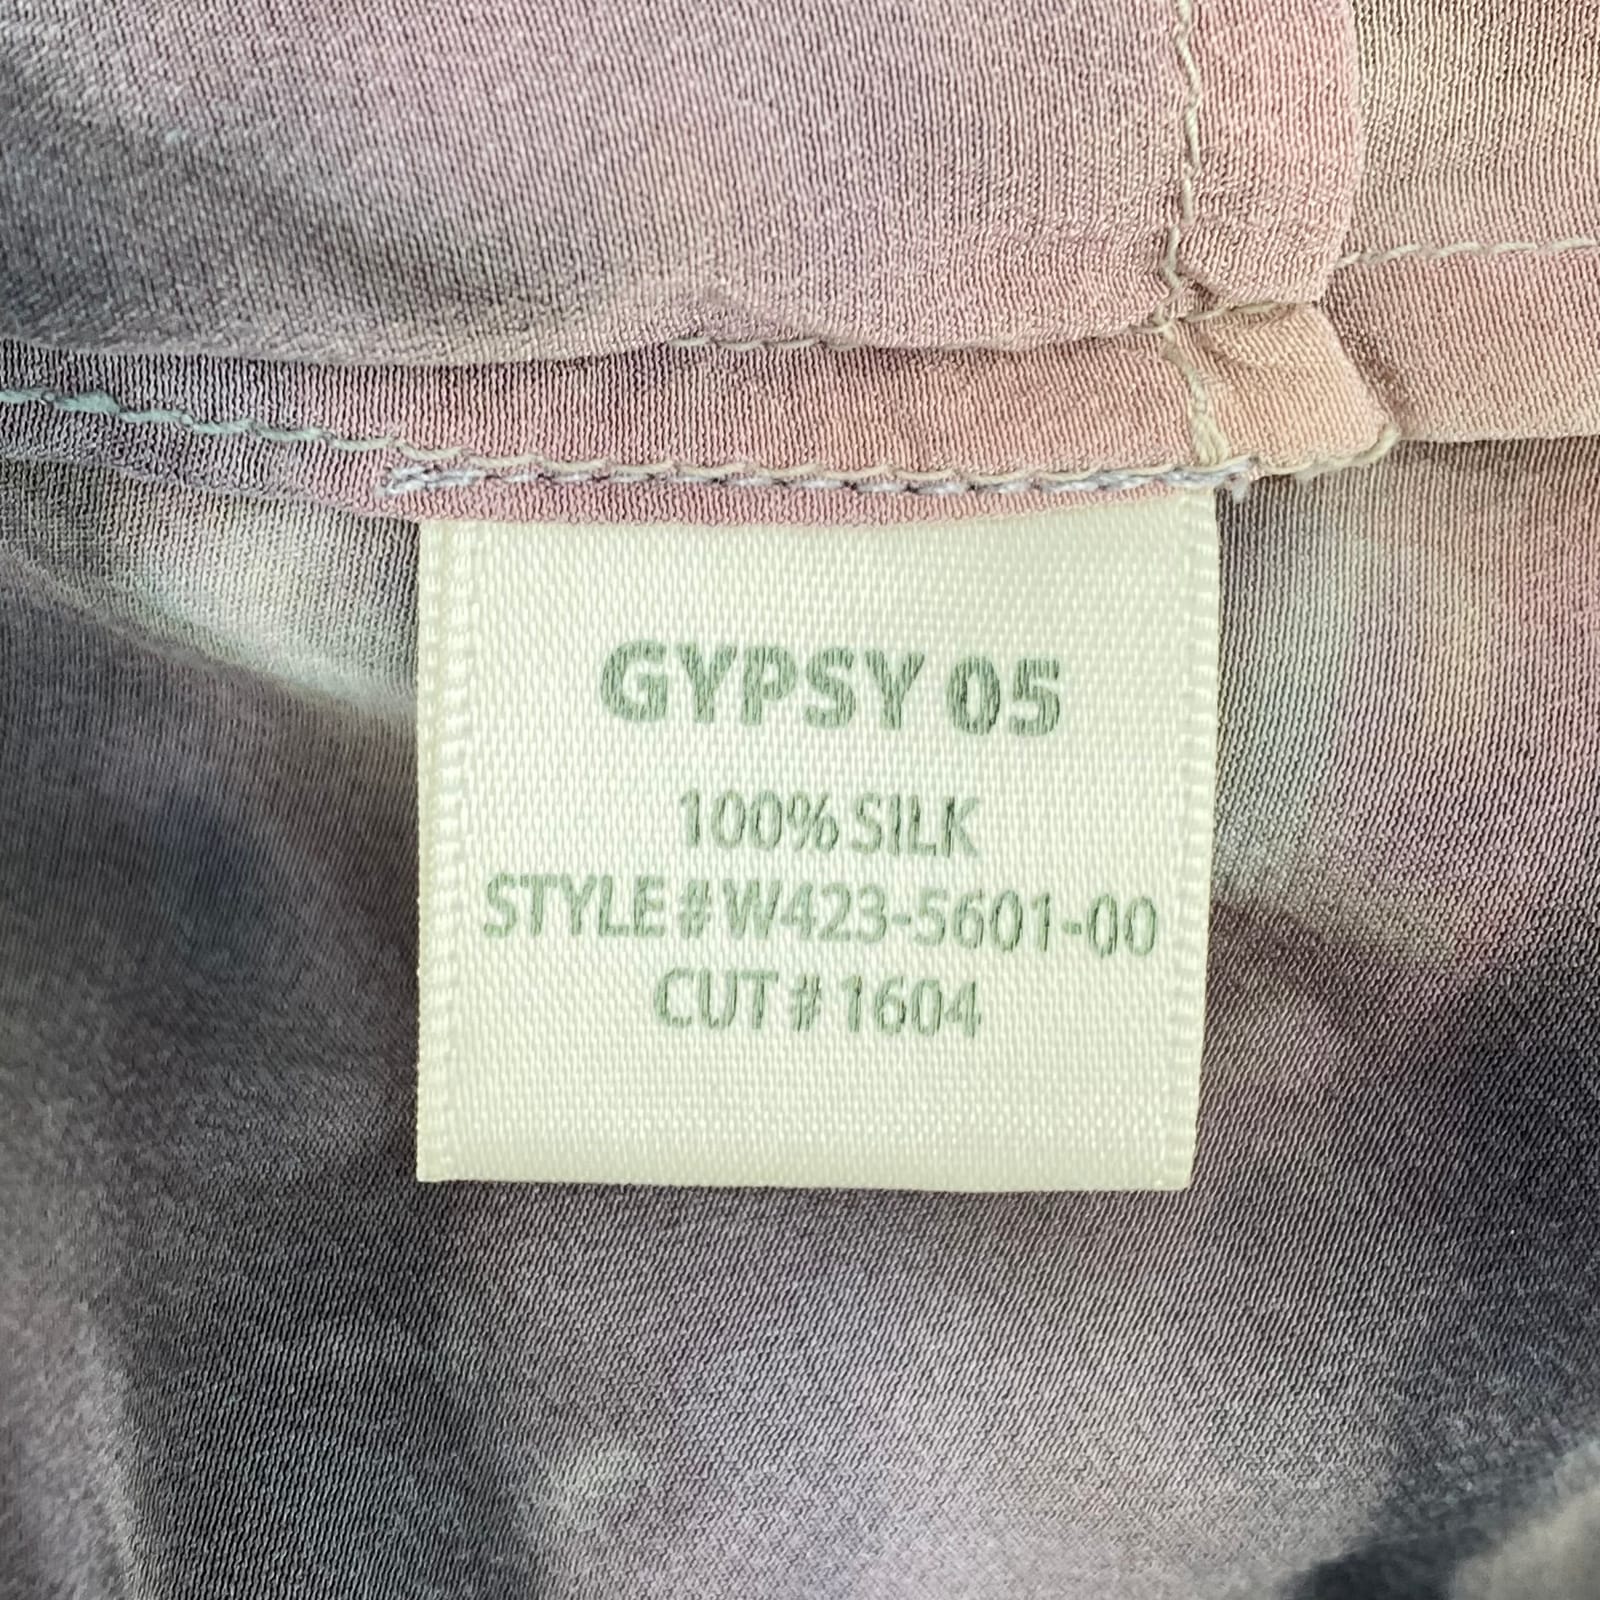 GYPSY 05
100% SILK
STYLE # W423-5601-00
CUT # 1604